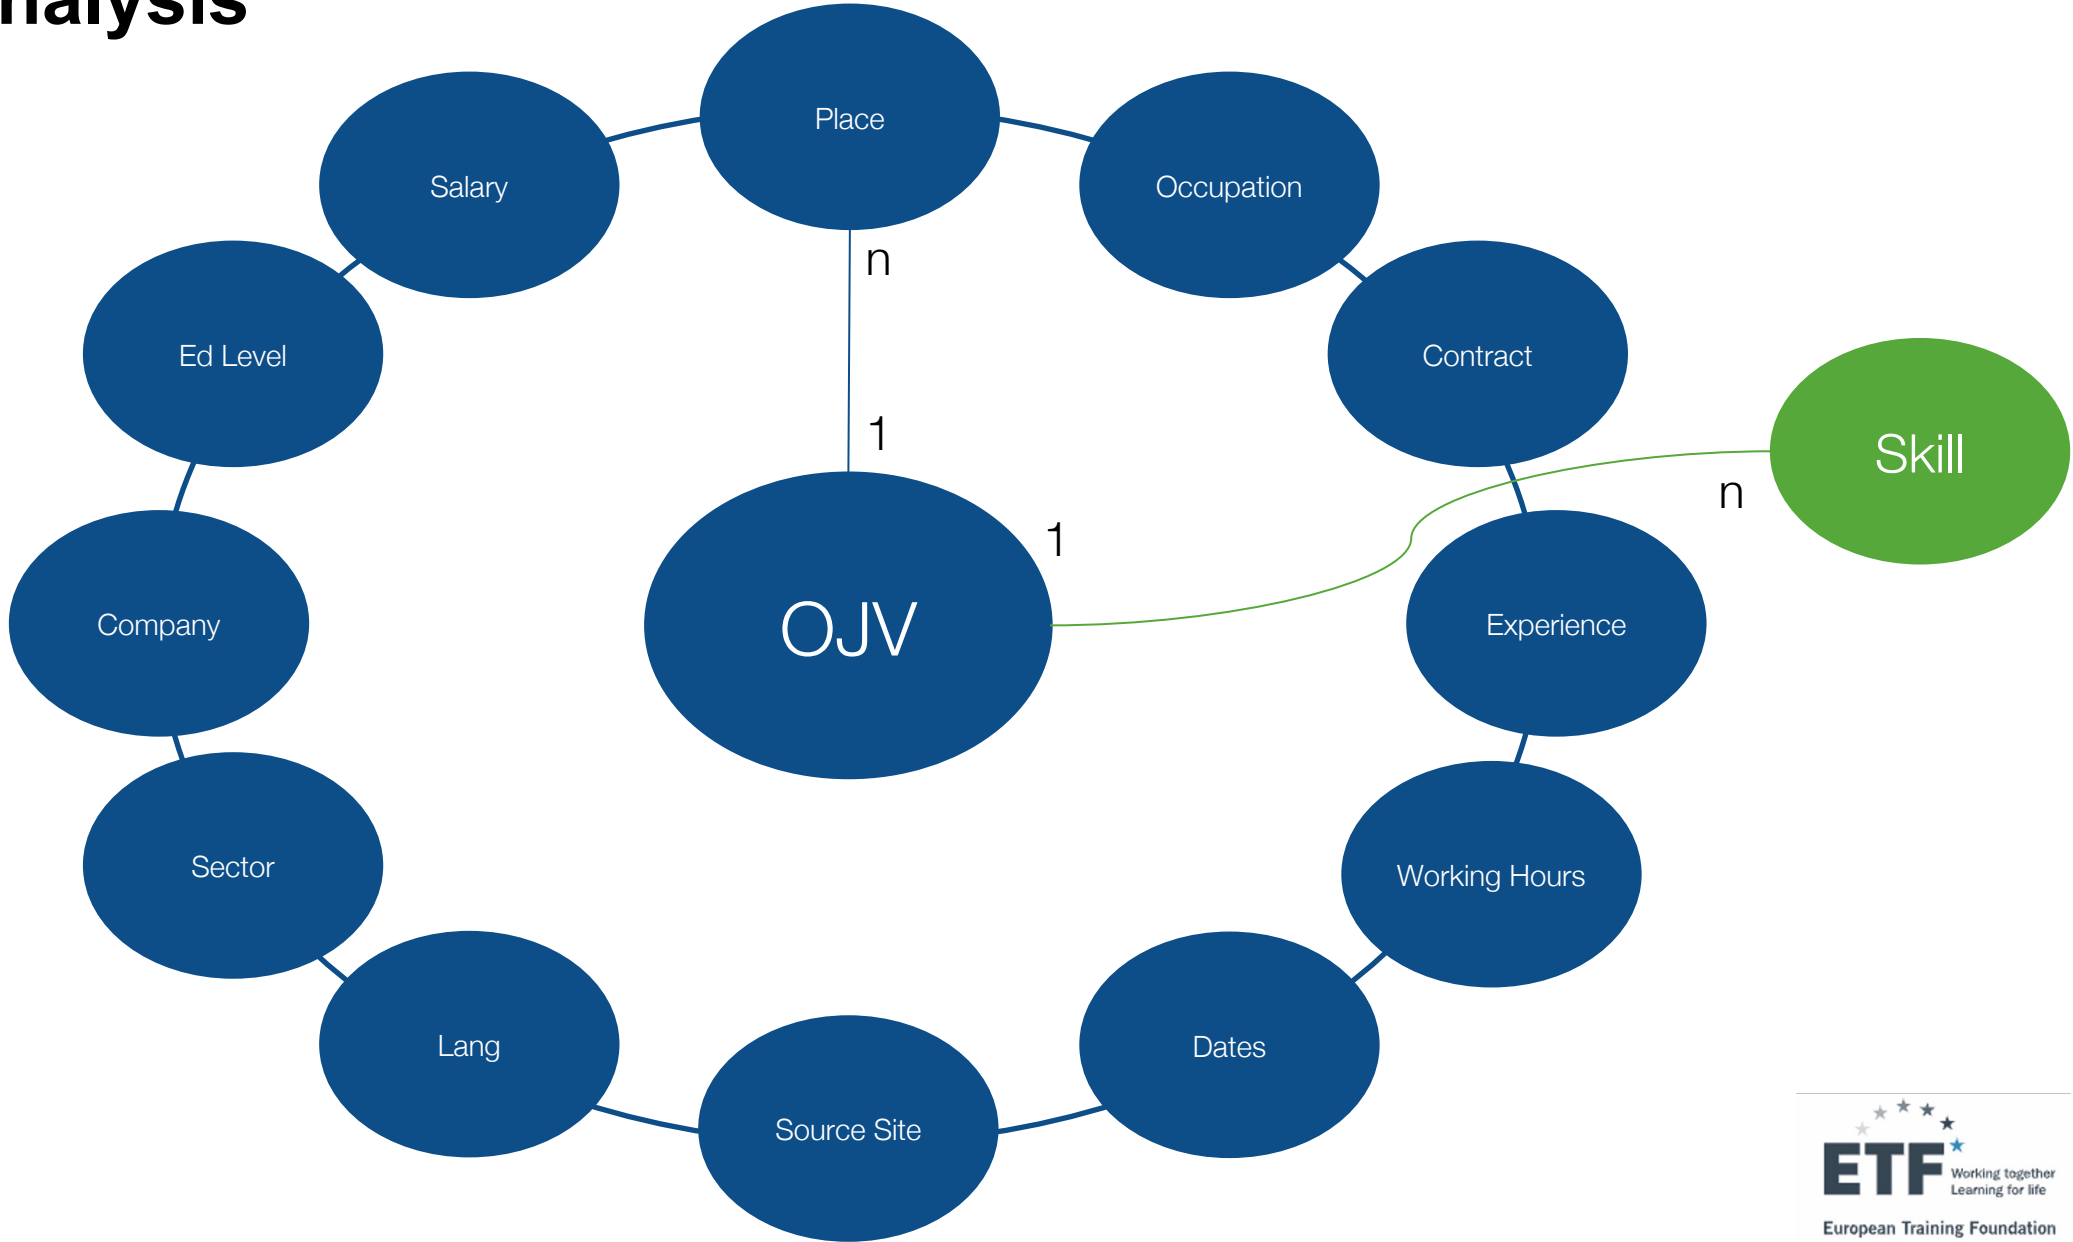 nalysis
Place
Salary
Occupation
n
Ed Level
Contract
1
Skill
n
1
Company
OJV
Experience
Sector
Working Hours
Lang
Dates
Source Site
ETF
Working together
Learning for life
European Training Foundation